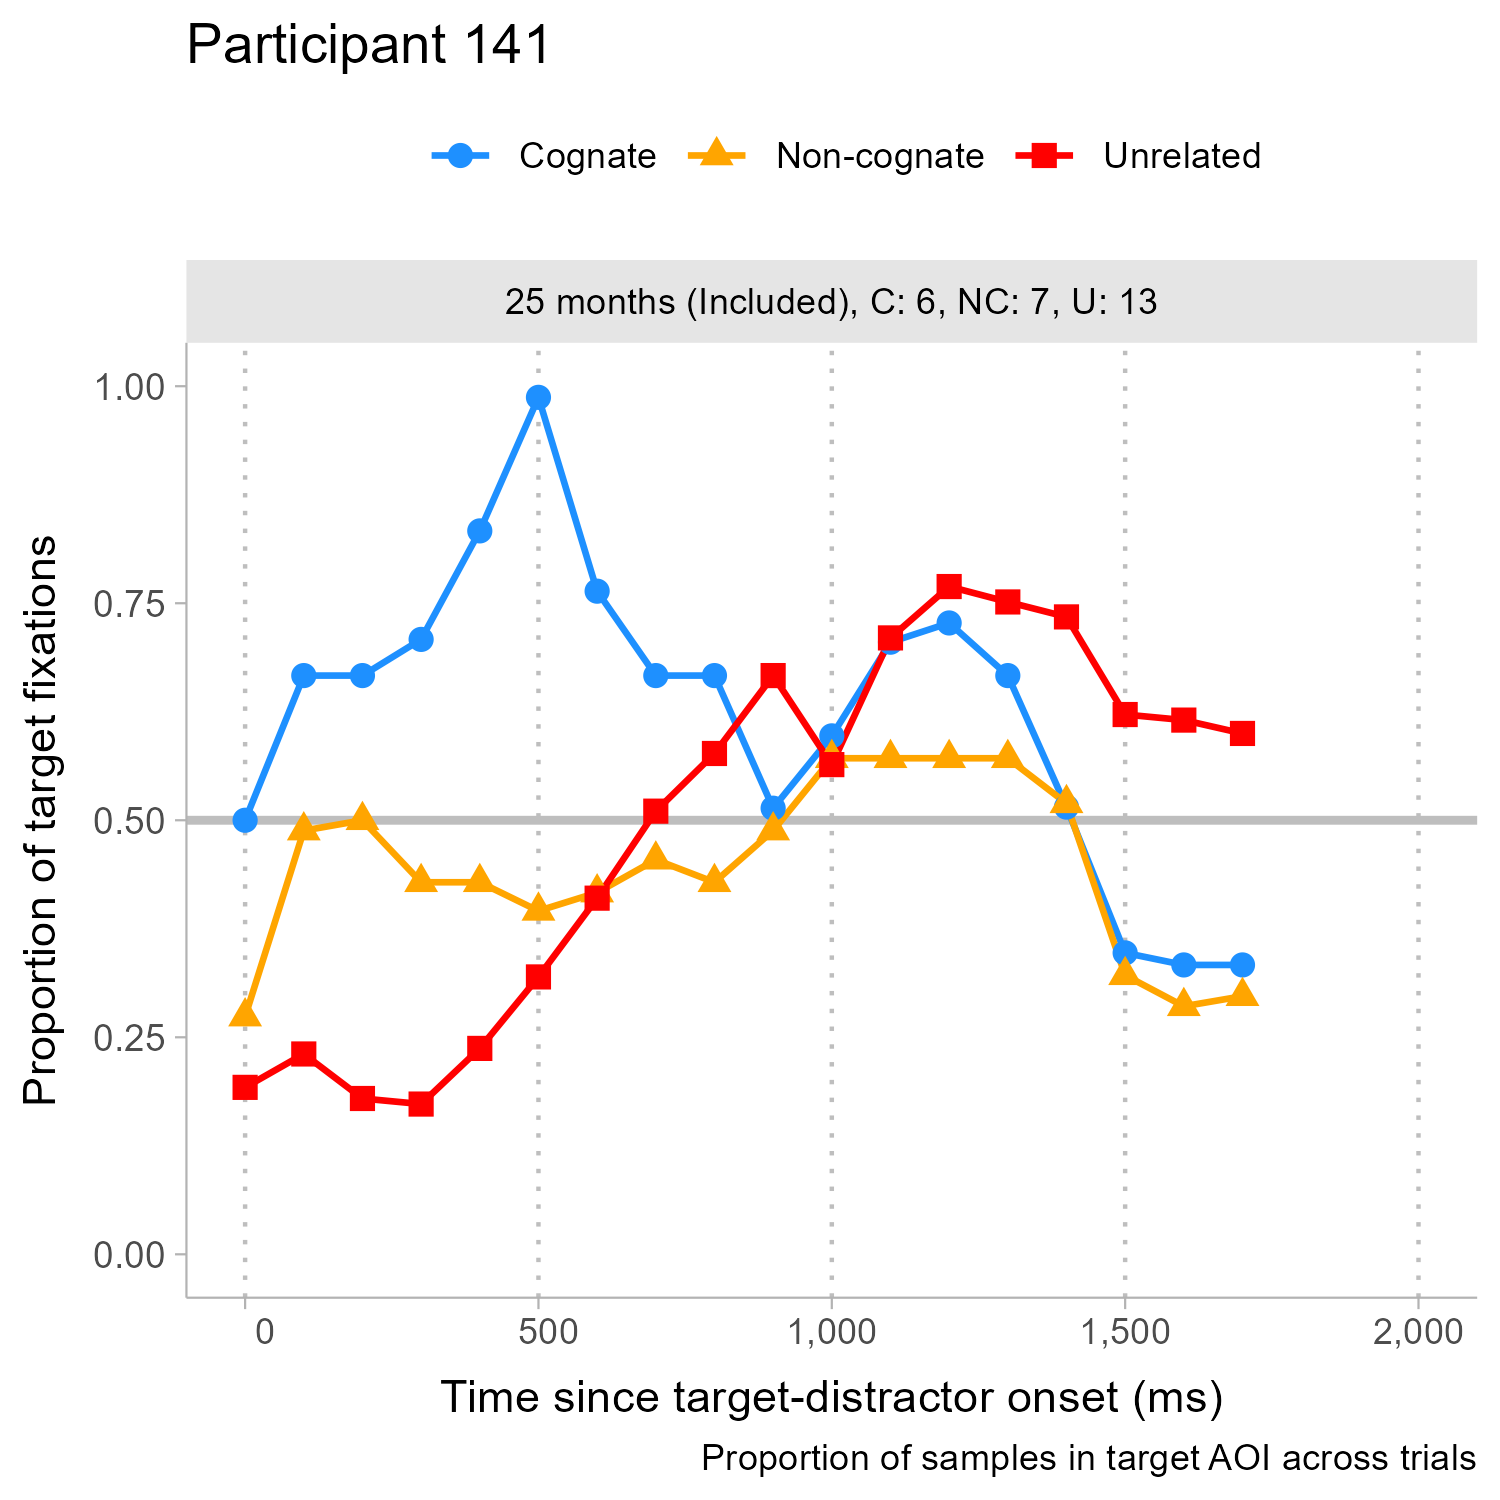 Participant 141
Cognate Non-cognate Unrelated
25 months (Included), C: 6, NC: 7, U: 13
Proportion of target fixations
1.00
0.75
0.50
0.25
0.00
0 500 1,000 1,500 2,000
Time since target-distractor onset (ms)
Proportion of samples in target AOI across trials